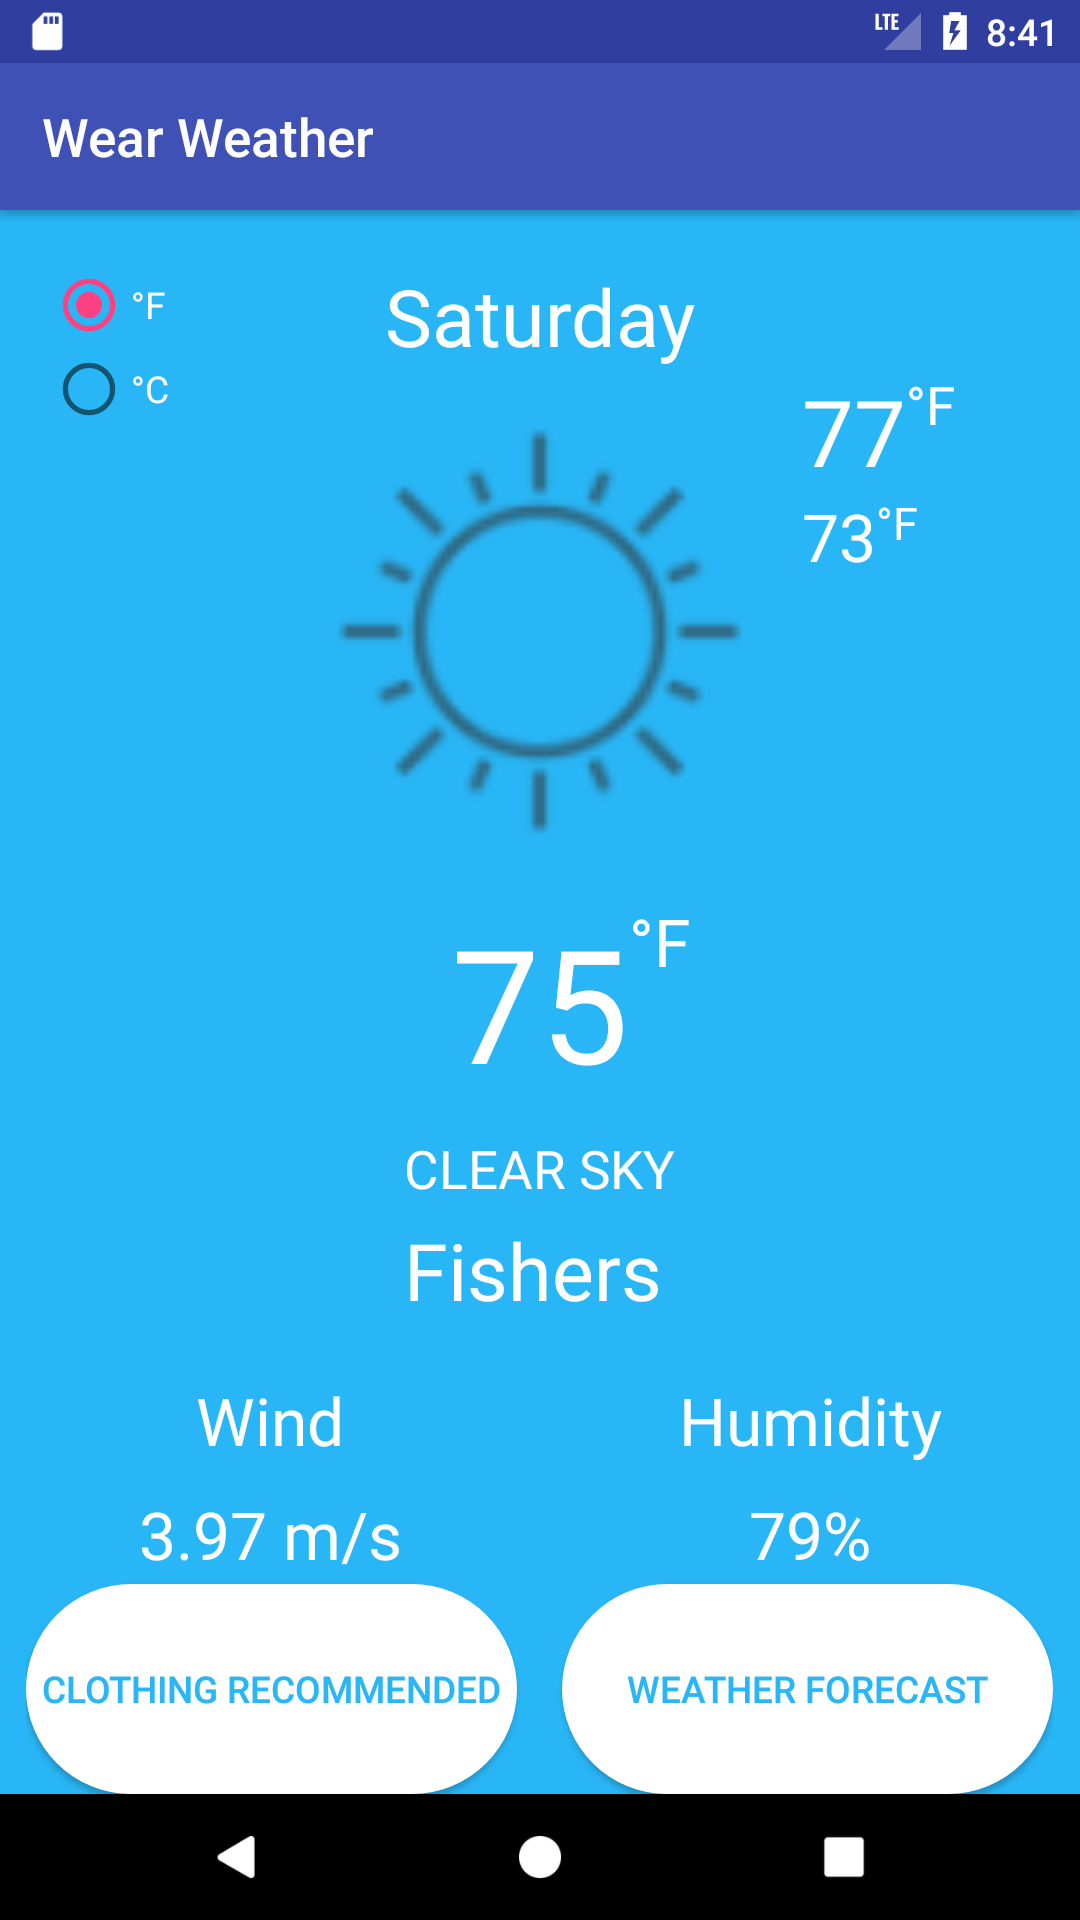 LTE 8:41
Wear Weather
°F
Saturday
°C
77°F
73°F
75°F
CLEAR SKY
Fishers
Wind
Humidity
3.97 m/s
79%
CLOTHING RECOMMENDED
WEATHER FORECAST